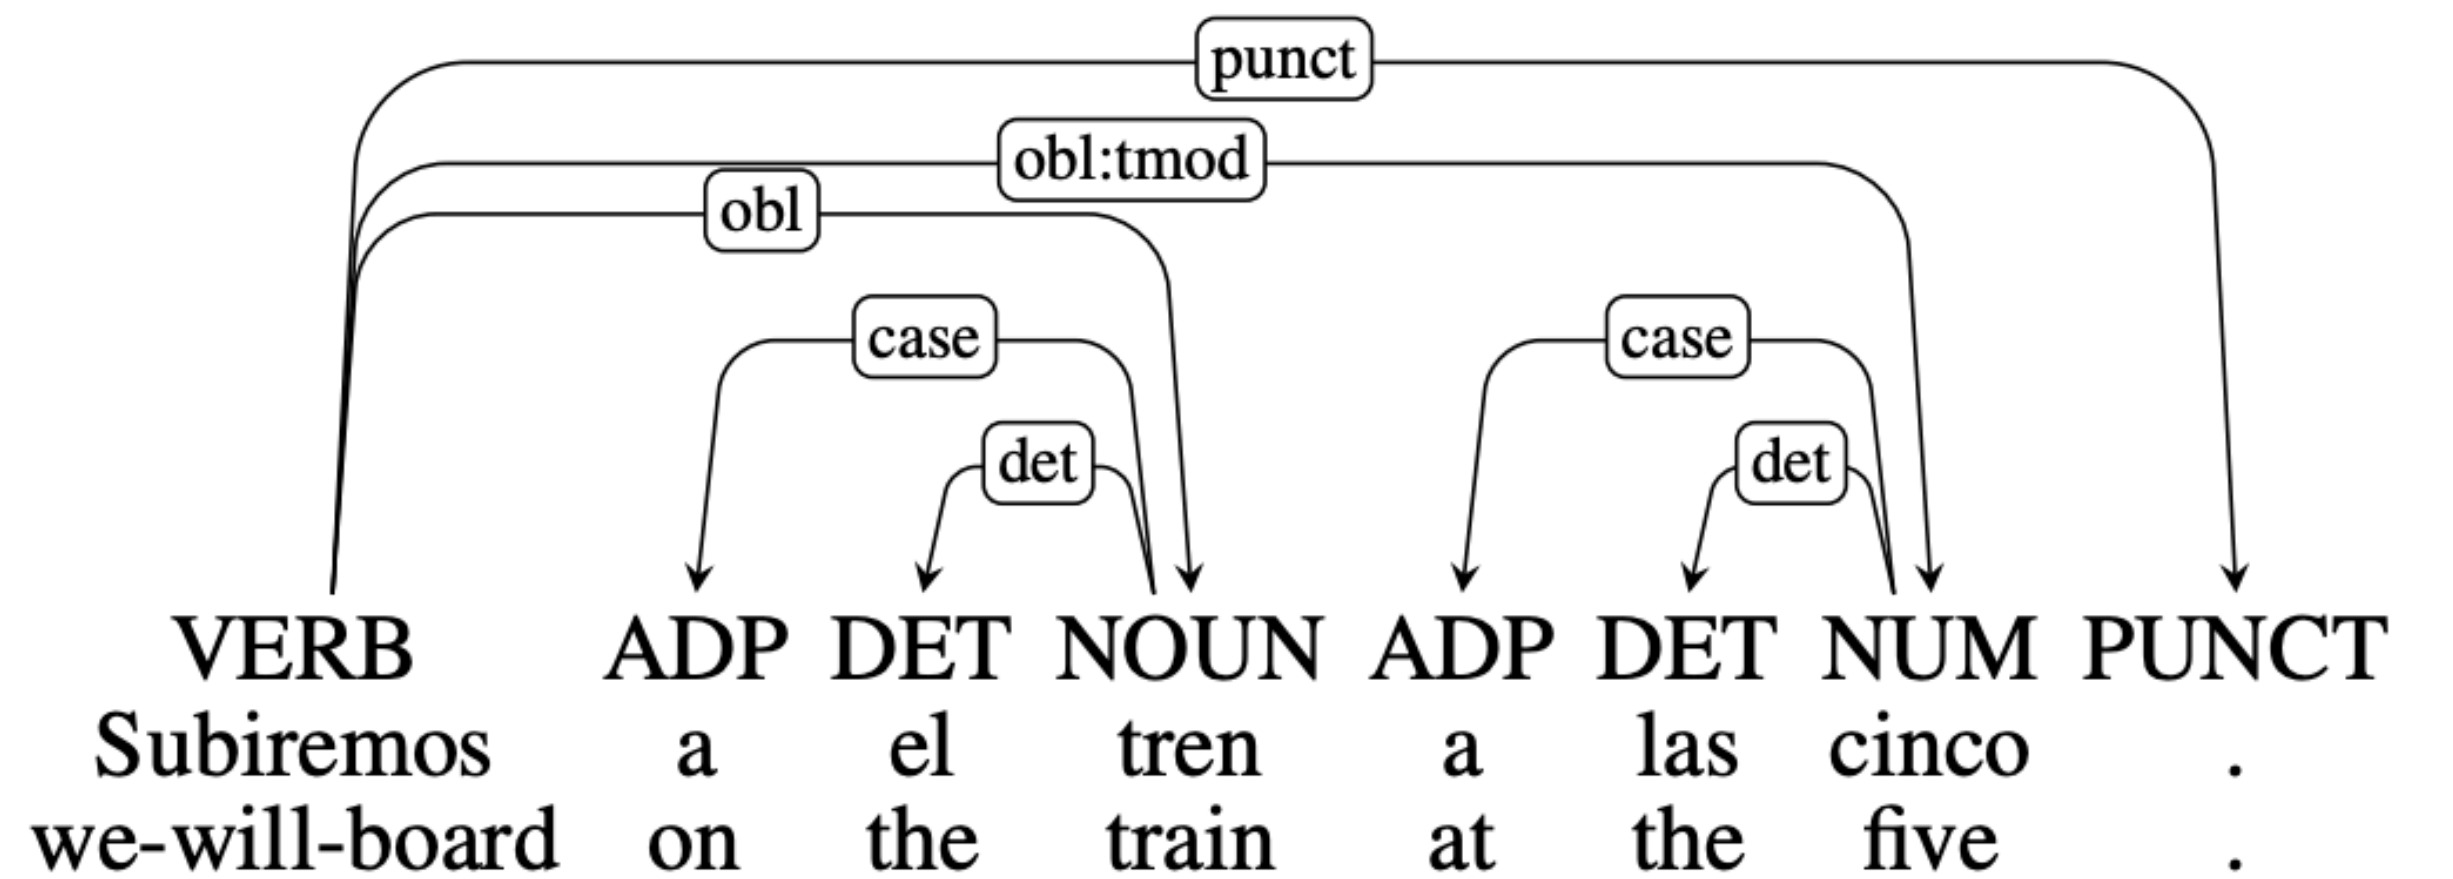 punct
obl:tmod
obl
case case
det det
VERB ADP DET NOUN ADP DET NUM PUNCT
Subiremos a el tren a las cinco .
we-will-board on the train at the five .